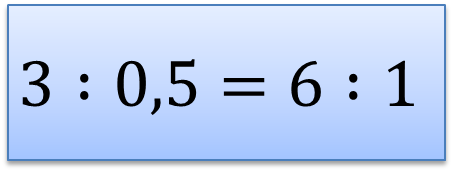 3 : 0,5 = 6 : 1